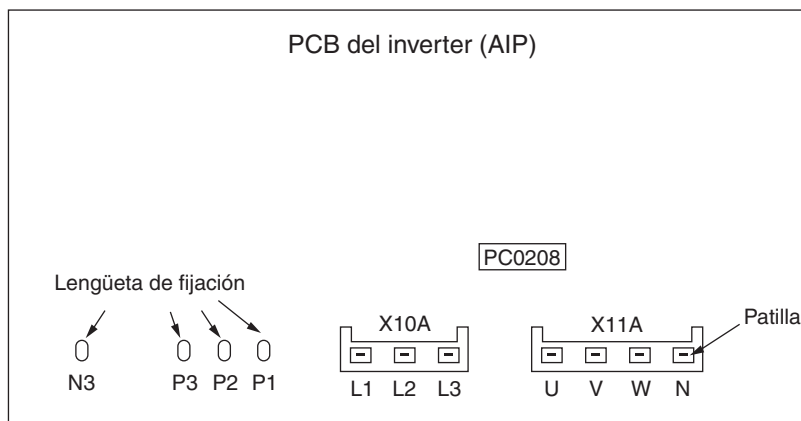 PCB del inverter (AIP)
PC0208
Lengüeta de fijación
X10A
X11A
Patilla
N3 P3 P2 P1 L1 L2 L3 U V W N